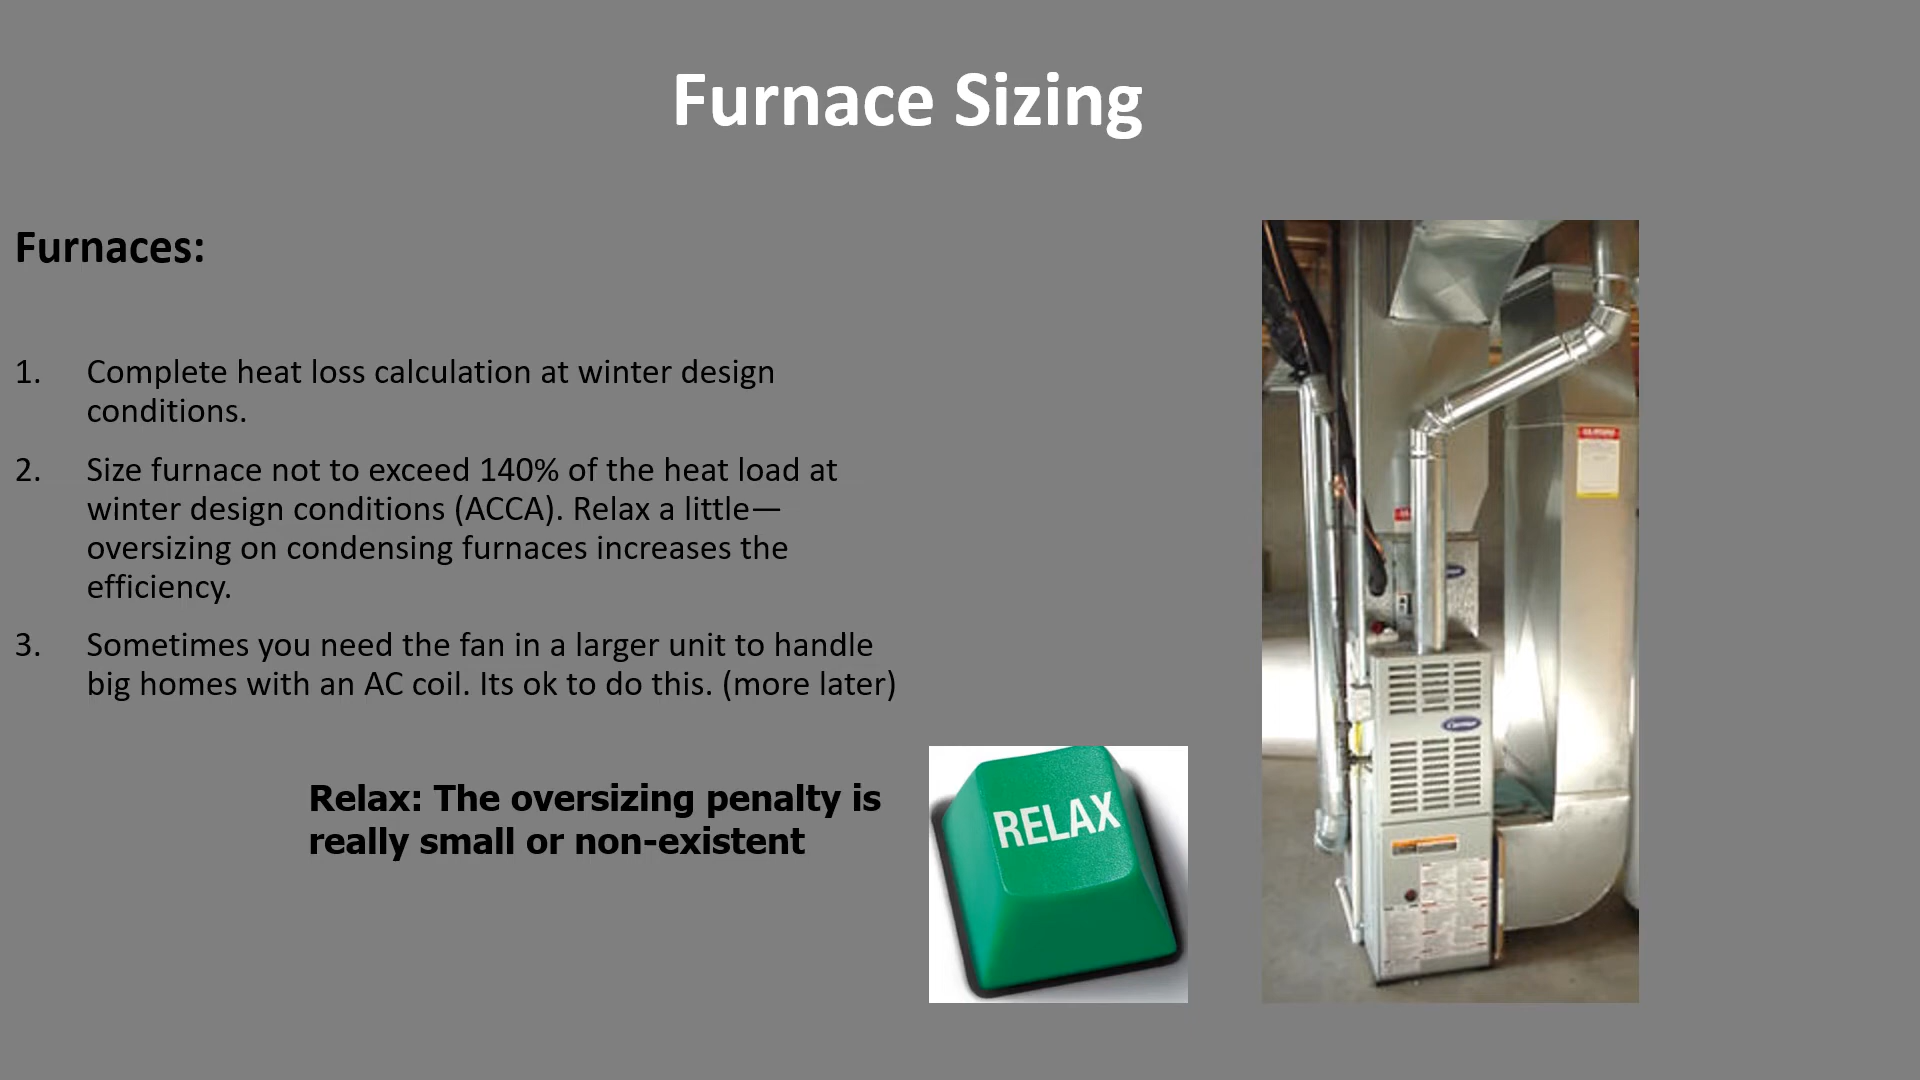 Furnace Sizing
Furnaces:
1. Complete heat loss calculation at winter design
conditions.
2. Size furnace not to exceed 140% of the heat load at
winter design conditions (ACCA). Relax a little—
oversizing on condensing furnaces increases the
efficiency.
3. Sometimes you need the fan in a larger unit to handle
big homes with an AC coil. Its ok to do this. (more later)
Relax: The oversizing penalty is
really small or non-existent
RELAX